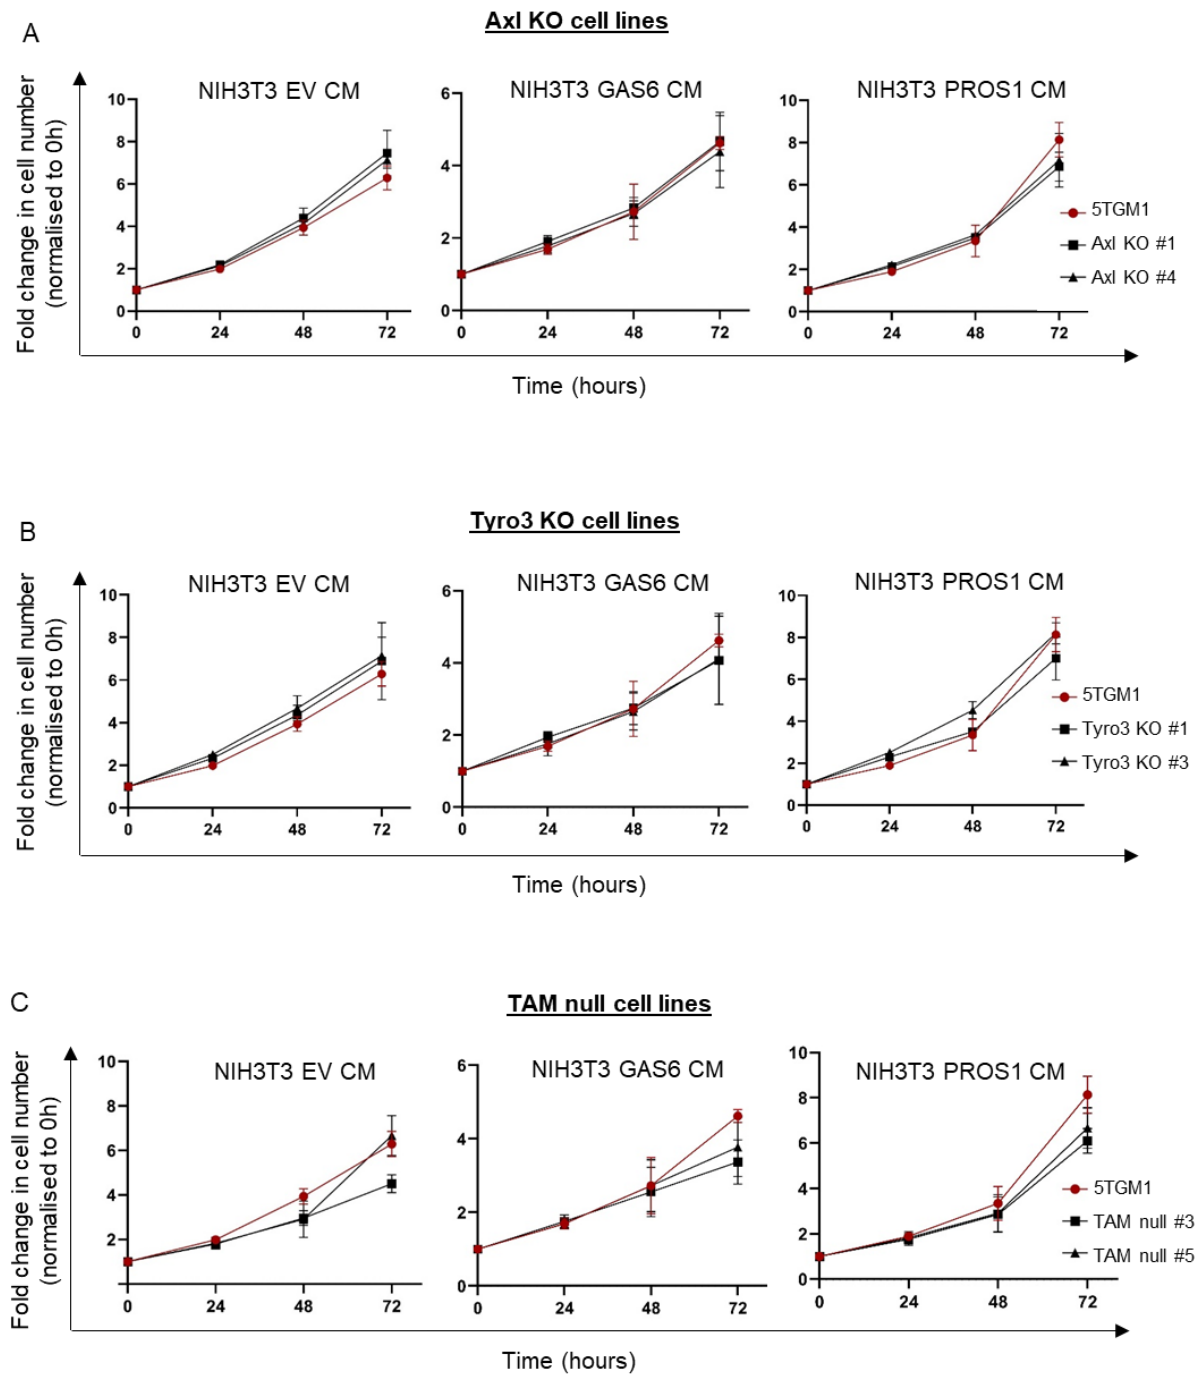 A
Axl KO cell lines
Fold change in cell number
(normalised to 0h)
NIH3T3 EV CM
10
8
6
4
2
0
0 24 48 72
NIH3T3 GAS6 CM
6
4
2
0
0 24 48 72
NIH3T3 PROS1 CM
10
8
6
4
2
0
0 24 48 72
5TGM1
Axl KO #1
Axl KO #4
Time (hours)
B
Tyro3 KO cell lines
Fold change in cell number
(normalised to 0h)
NIH3T3 EV CM
10
8
6
4
2
0
0 24 48 72
NIH3T3 GAS6 CM
6
4
2
0
0 24 48 72
NIH3T3 PROS1 CM
10
8
6
4
2
0
0 24 48 72
5TGM1
Tyro3 KO #1
Tyro3 KO #3
Time (hours)
C
TAM null cell lines
Fold change in cell number
(normalised to 0h)
NIH3T3 EV CM
10
8
6
4
2
0 24 48 72
NIH3T3 GAS6 CM
6
4
2
0
0 24 48 72
NIH3T3 PROS1 CM
10
8
6
4
2
0
0 24 48 72
5TGM1
TAM null #3
TAM null #5
Time (hours)